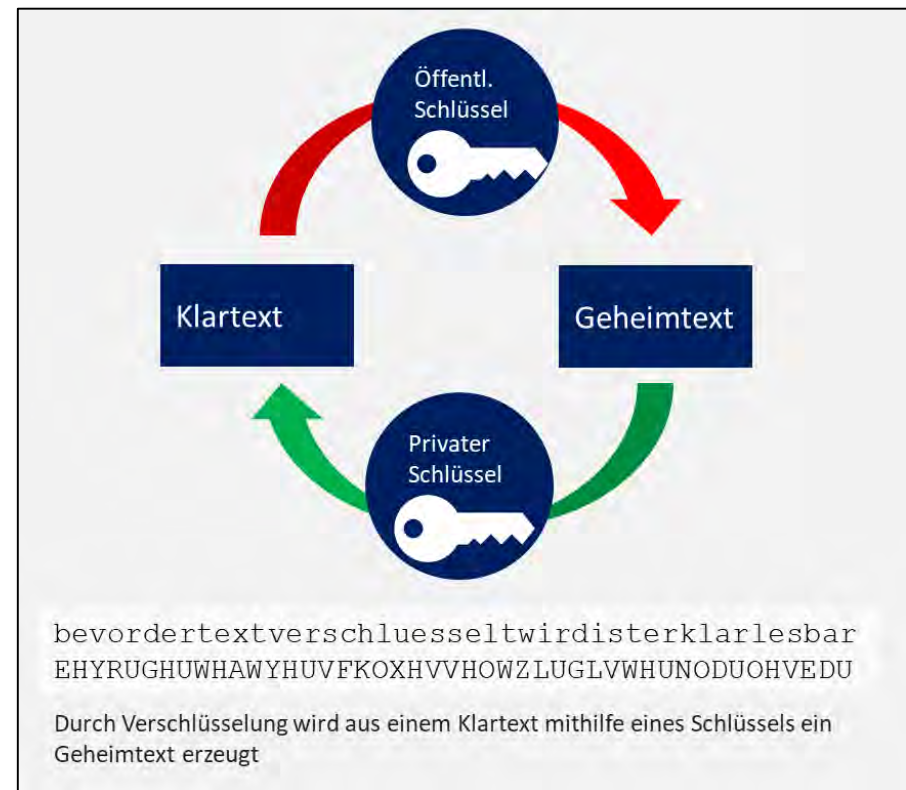 Öffentl.
Schlüssel
Klartext
Geheimtext
Privater
Schlüssel
bevordertextverschluesseltwirdisterklarlesbar
EHYRUGHUWHAWYHUVFKOXHVVHOWZLUGLVWHUNODUOHVEDU
Durch Verschlüsselung wird aus einem Klartext mithilfe eines Schlüssels ein
Geheimtext erzeugt